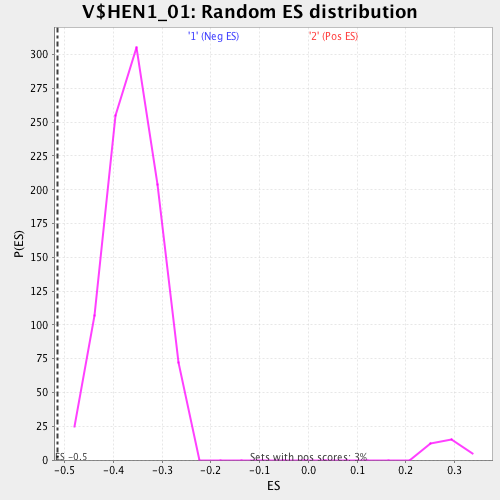 V$HEN1_01: Random ES distribution
'1' (Neg ES) '2' (Pos ES)
P(ES)
300
275
250
225
200
175
150
125
100
75
50
25
0
ES -0.5 Sets with pos scores: 3%
-0.5 -0.4 -0.3 -0.2 -0.1 0.0 0.1 0.2 0.3
ES